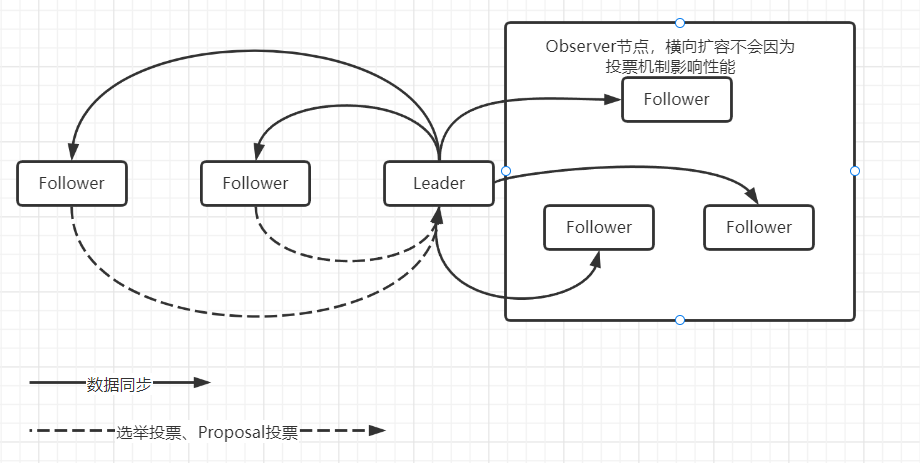 Observer节点，横向扩容不会因为
投票机制影响性能
Follower
Follower
Follower
Leader
Follower
Follower
数据同步
选举投票、Proposal投票